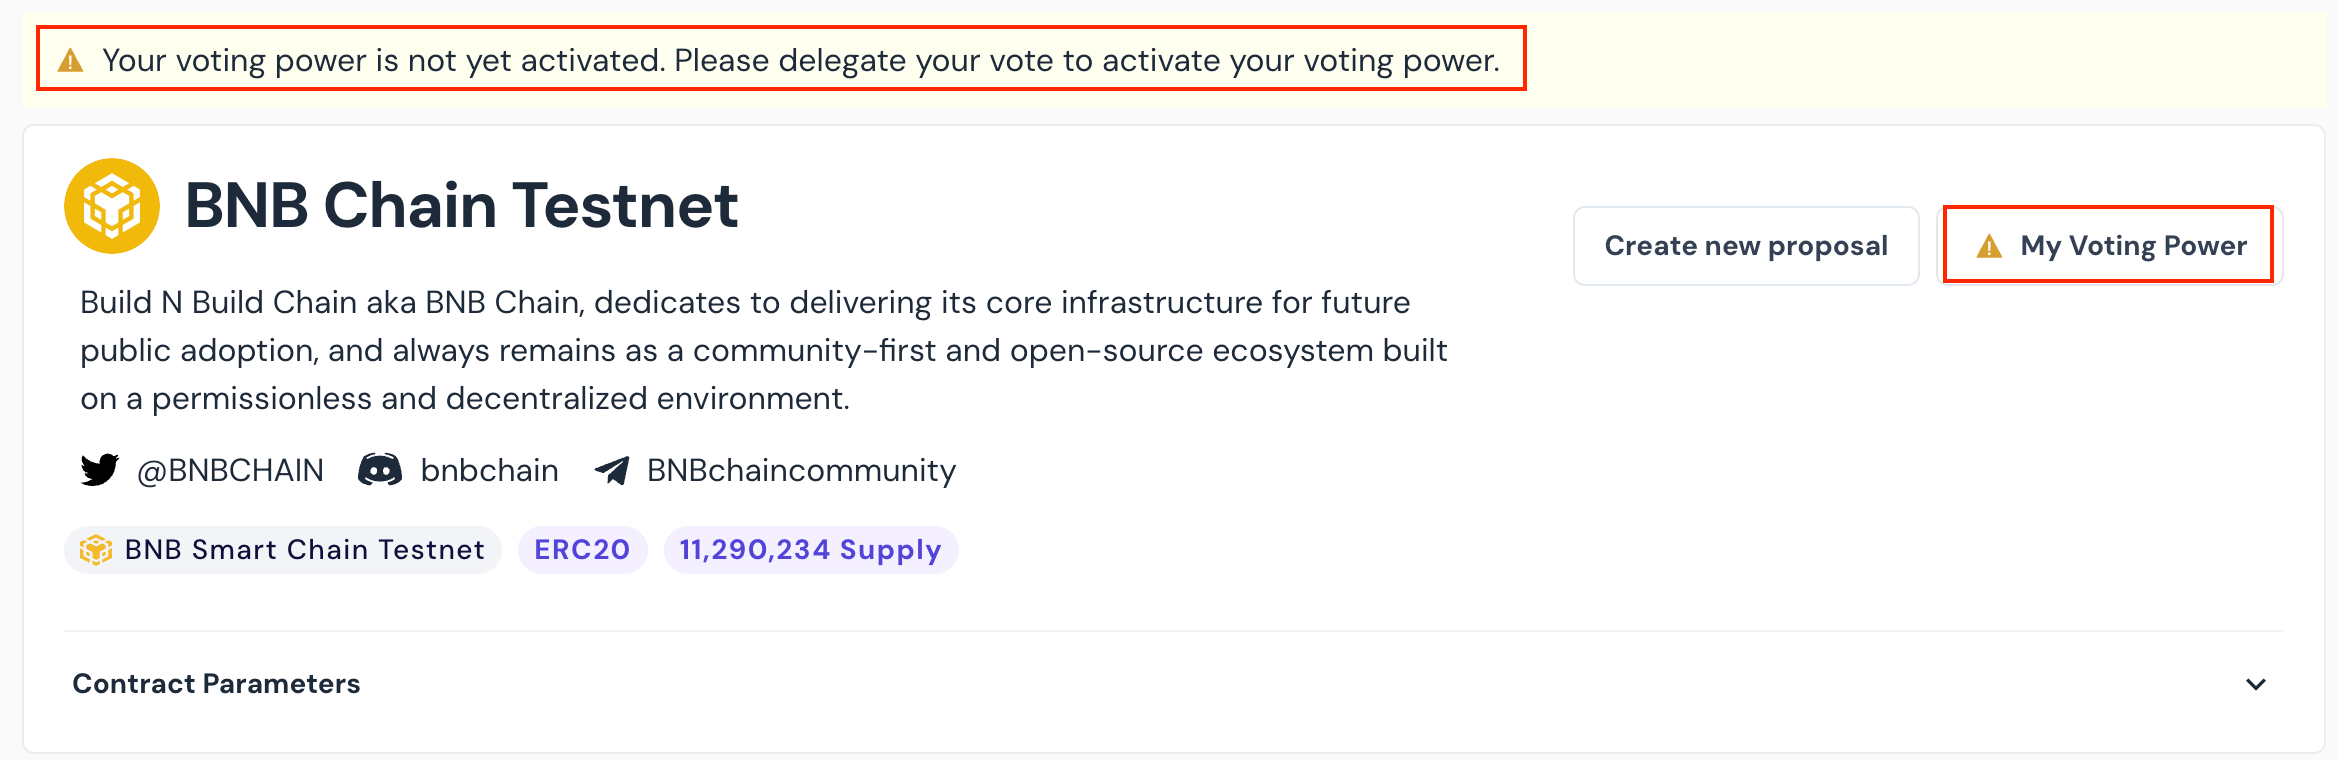 Your voting power is not yet activated. Please delegate your vote to activate your voting power.
BNB Chain Testnet
Create new proposal
My Voting Power
Build N Build Chain aka BNB Chain, dedicates to delivering its core infrastructure for future
public adoption, and always remains as a community-first and open-source ecosystem built
on a permissionless and decentralized environment.
@BNBCHAIN bnbchain BNBchaincommunity
BNB Smart Chain Testnet ERC20 11,290,234 Supply
Contract Parameters